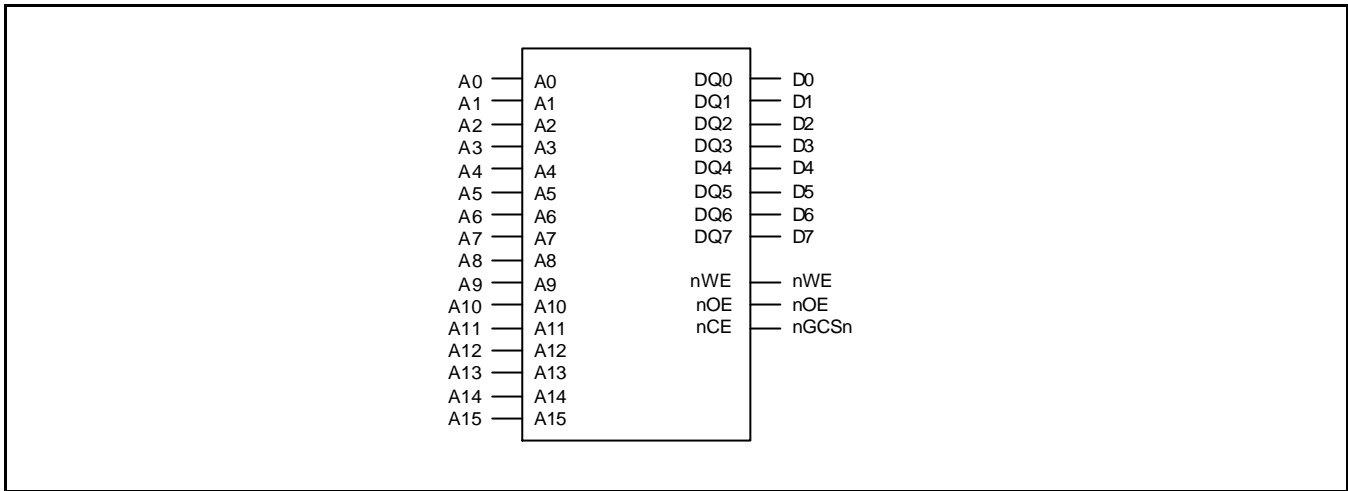 A0 A0 DQ0 D0
A1 A1 DQ1 D1
A2 A2 DQ2 D2
A3 A3 DQ3 D3
A4 A4 DQ4 D4
A5 A5 DQ5 D5
A6 A6 DQ6 D6
A7 A7 DQ7 D7
A8 A8
A9 A9 nWE nWE
A10 A10 nOE nOE
A11 A11 nCE nGCSn
A12 A12
A13 A13
A14 A14
A15 A15